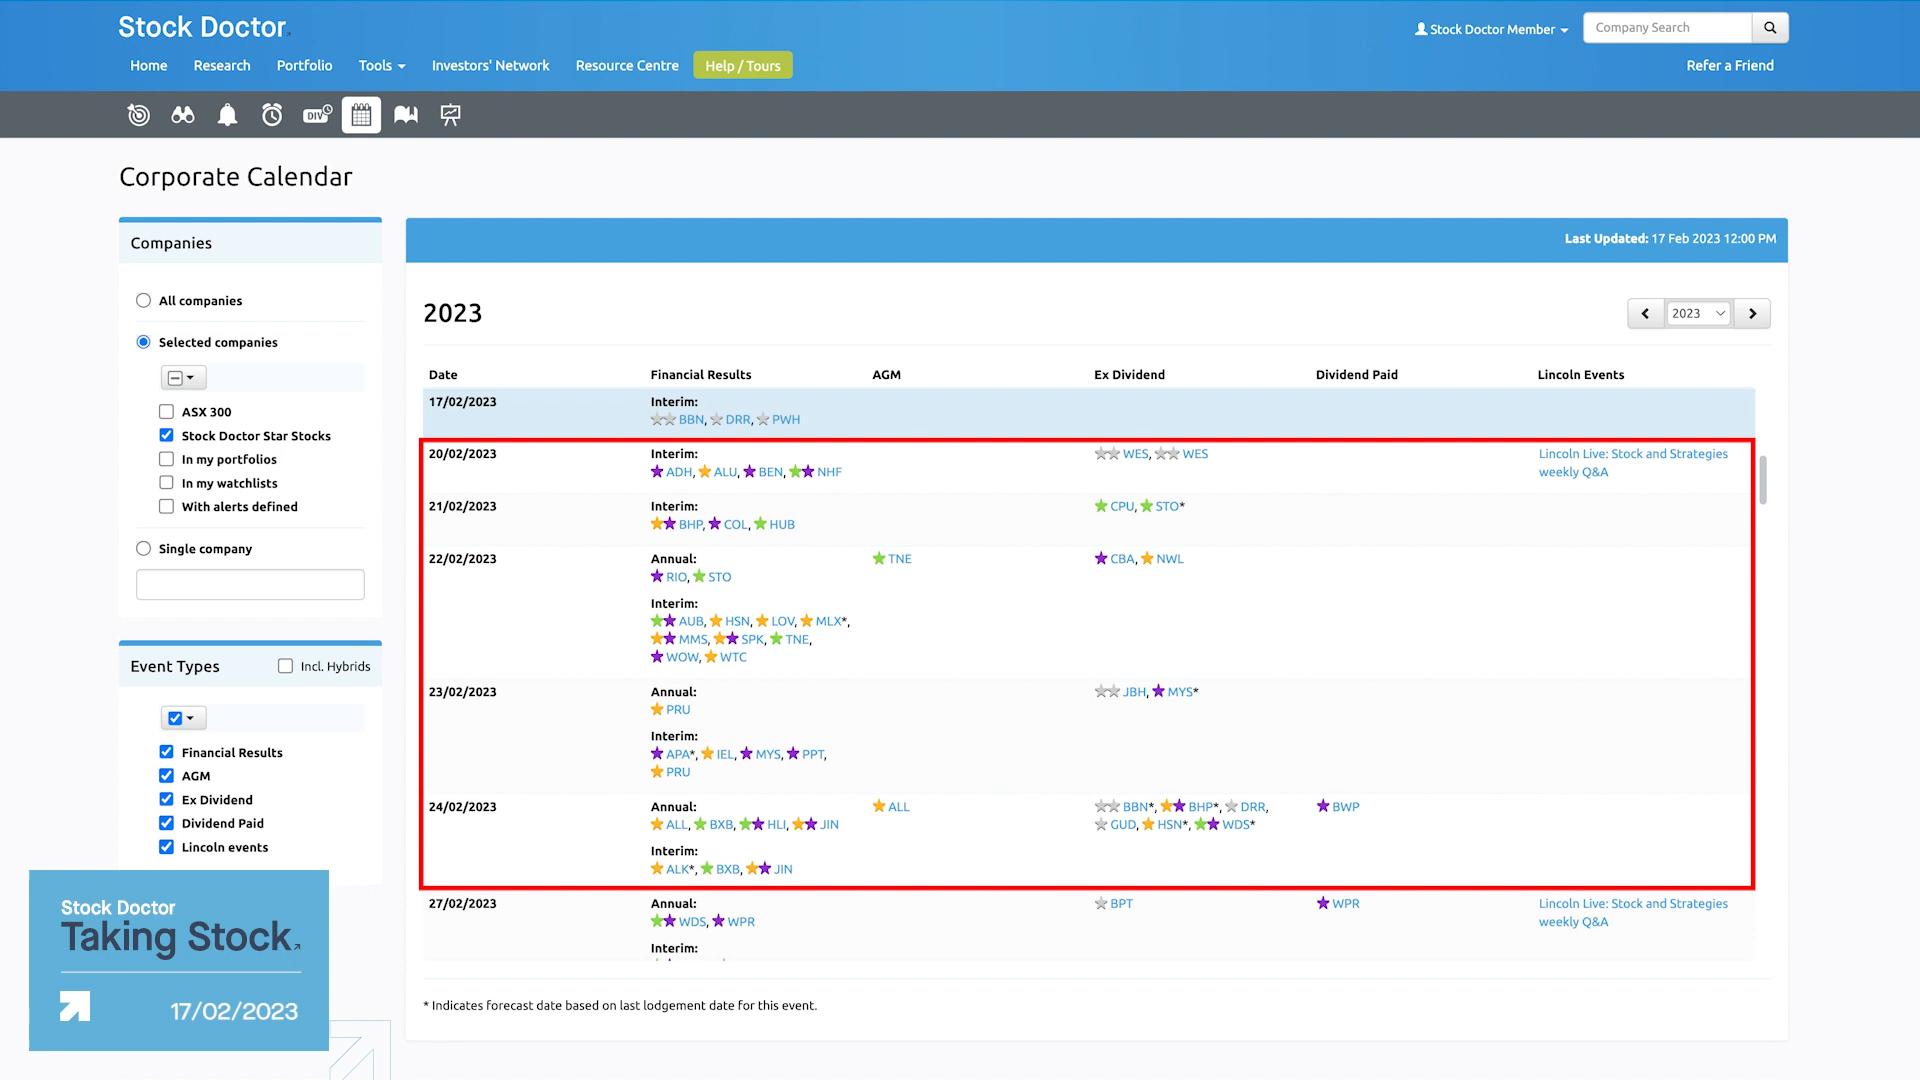 Stock Doctor
Stock Doctor Member
Company Search
Home
Research
Portfolio
Tools
Investors' Network
Resource Centre
Help / Tours
Refer a Friend
DIV
Corporate Calendar
Companies
All companies
Selected companies
ASX 300
Stock Doctor Star Stocks
In my portfolios
In my watchlists
With alerts defined
Single company
Event Types
Incl. Hybrids
Financial Results
AGM
Ex Dividend
Dividend Paid
Lincoln events
Last Updated: 17 Feb 2023 12:00 PM
2023
2023
Date Financial Results AGM Ex Dividend Dividend Paid Lincoln Events
17/02/2023
Interim:
BBN, DRR, PWH
20/02/2023
Interim:
ADH, ALU, BEN, NHF
WES, WES
Lincoln Live: Stock and Strategies
weekly Q&A
21/02/2023
Interim:
BHP, COL, HUB
CPU, STO*
22/02/2023
Annual:
RIO, STO
Interim:
AUB, HSN, LOV, MLX*,
MMS, SPK, TNE,
WOW, WTC
TNE
CBA, NWL
23/02/2023
Annual:
PRU
Interim:
APA*, IEL, MYS, PPT,
PRU
JBH, MYS*
24/02/2023
Annual:
ALL, BXB, HLI, JIN
Interim:
ALK*, BXB, JIN
ALL
BBN*, BHP*, DRR,
GUD, HSN*, WDS*
BWP
27/02/2023
Annual:
WDS, WPR
Interim:
BPT
WPR
Lincoln Live: Stock and Strategies
weekly Q&A
* Indicates forecast date based on last lodgement date for this event.
Stock Doctor
Taking Stock
17/02/2023